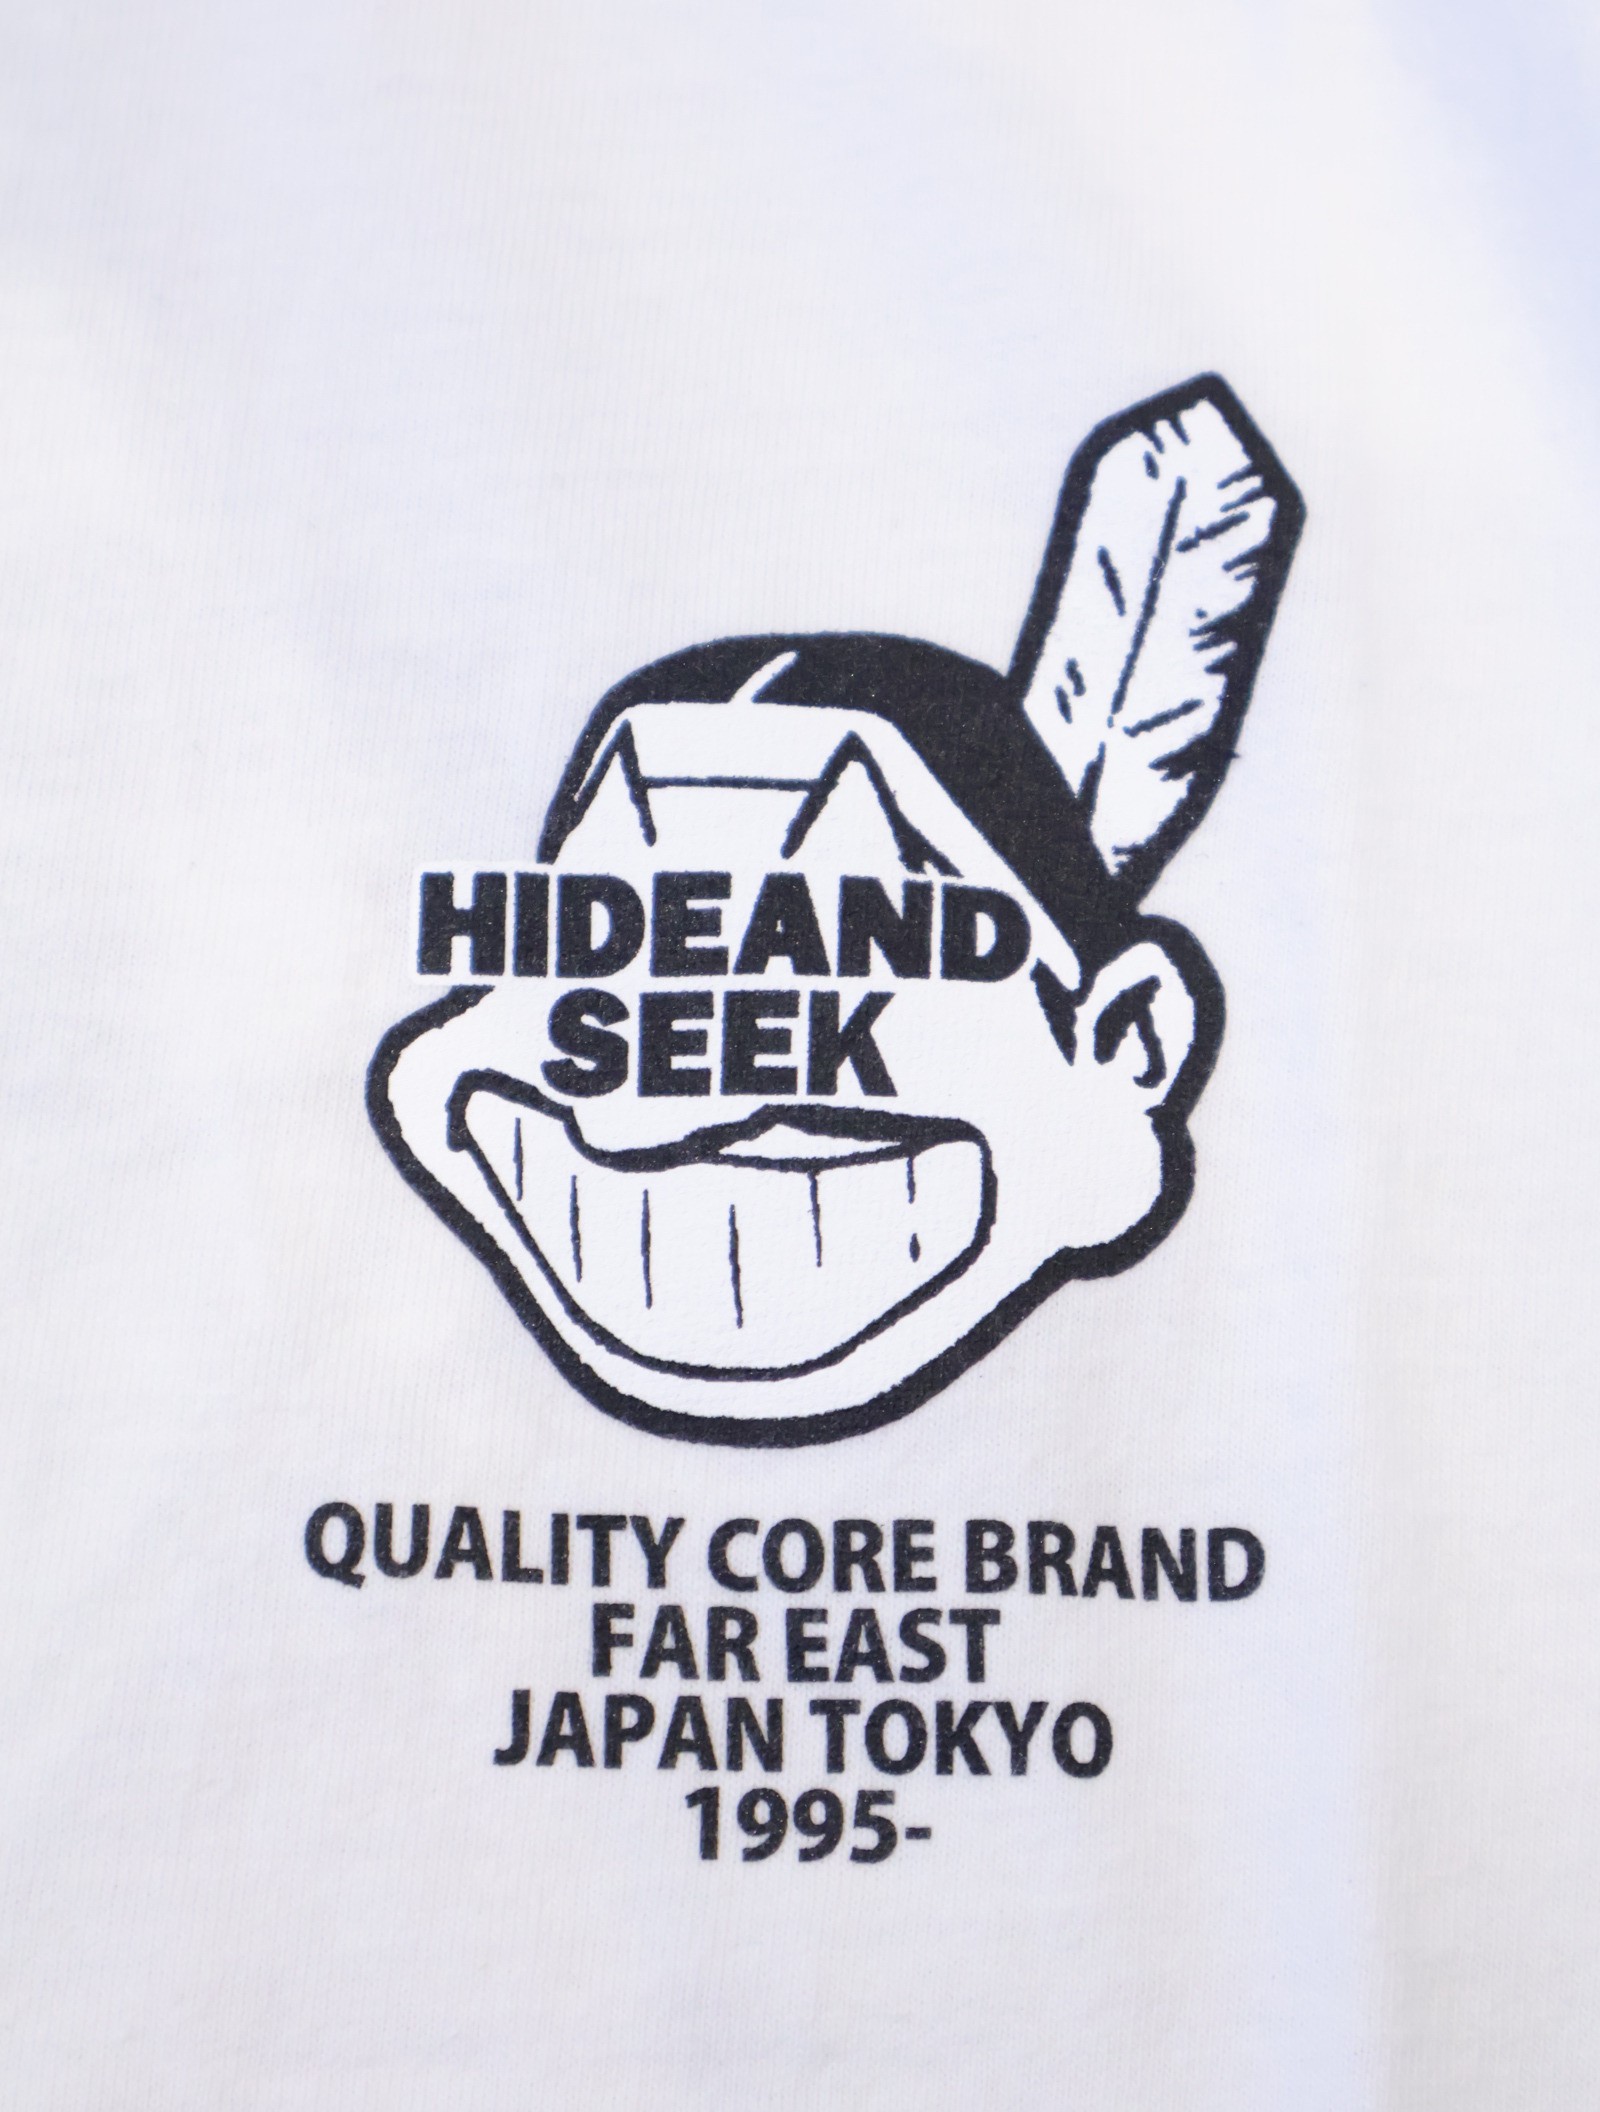 HIDEAND
SEEK
QUALITY CORE BRAND
FAR EAST
JAPAN TOKYO
1995-